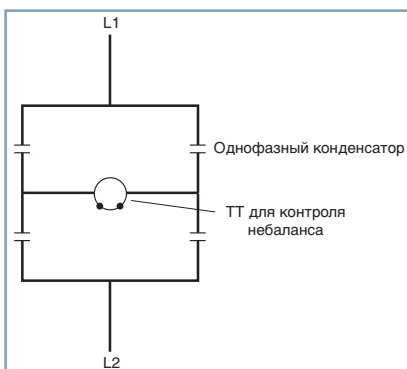 L1
Однофазный конденсатор
ТТ для контроля
небаланса
L2